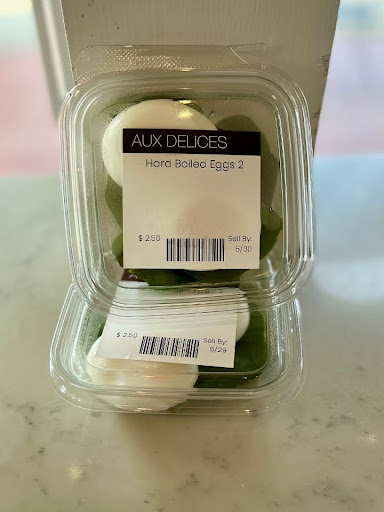 AUX DELICES
Hard Boiled Eggs 2
$ 2.50
Sell By:
5/30
$ 2.50
Sell By:
5/29